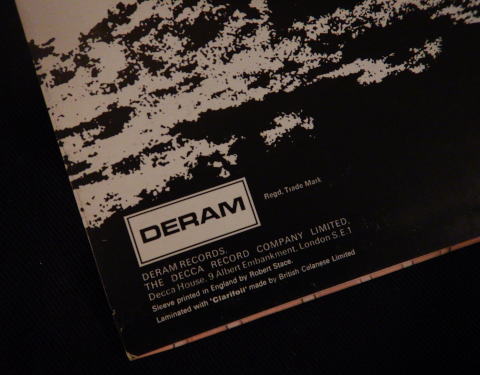 DERAM
Regd. Trade Mark
DERAM RECORDS.
THE DECCA RECORD COMPANY LIMITED.
Decca House, 9 Albert Embankment, London S.E.1
Sleeve printed in England by Robert Stace.
Laminated with 'Clarifoil' made by British Celanese Limited